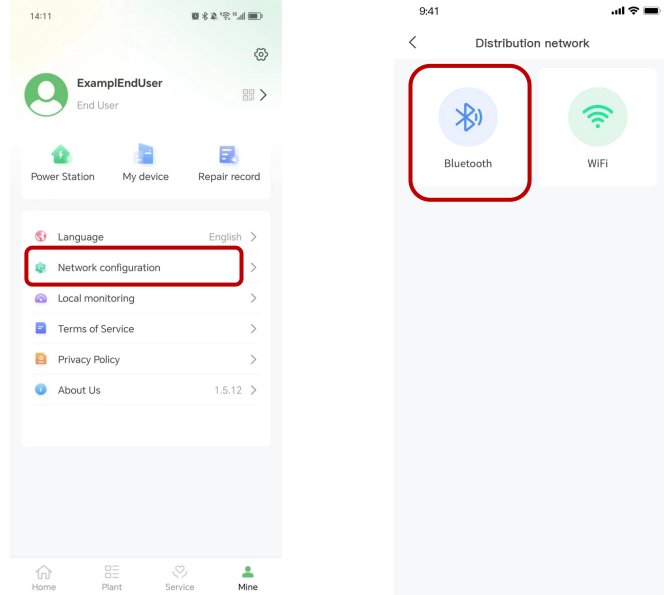 14:11
ExamplEndUser
End User
Power Station My device Repair record
Language English
Network configuration
Local monitoring
Terms of Service
Privacy Policy
About Us 1.5.12
Home Plant Service Mine
9:41
Distribution network
Bluetooth WiFi